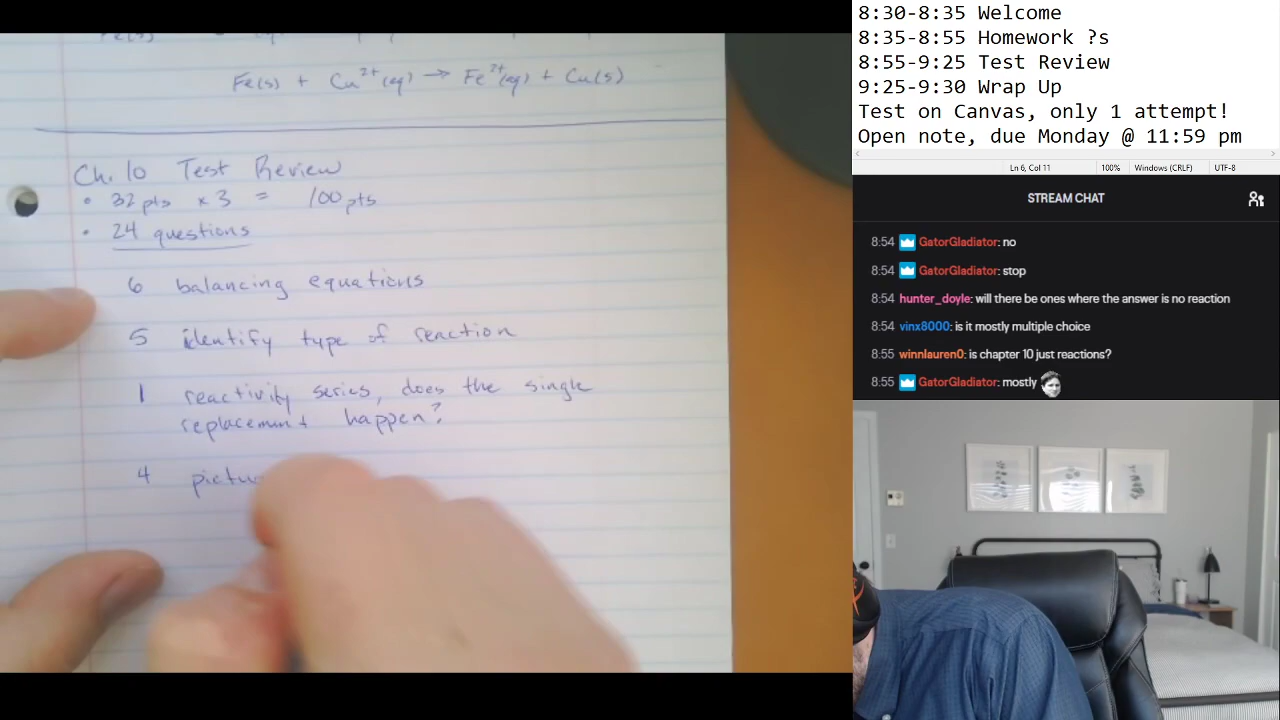 Fe(s)
Fe(s) + Cu²⁺(aq) → Fe²⁺(aq) + Cu(s)
Ch. 10 Test Review
• 32 pts × 3 = /100 pts
• 24 questions
6 balancing equations
5 identify type of reaction
1 reactivity series, does the single
replacement happen?
4 pictu
8:30-8:35 Welcome
8:35-8:55 Homework ?s
8:55-9:25 Test Review
9:25-9:30 Wrap Up
Test on Canvas, only 1 attempt!
Open note, due Monday @ 11:59 pm
Ln 6, Col 11 100% Windows (CRLF) UTF-8
STREAM CHAT
8:54 GatorGladiator: no
8:54 GatorGladiator: stop
8:54 hunter_doyle: will there be ones where the answer is no reaction
8:54 vinx8000: is it mostly multiple choice
8:55 winnlauren0: is chapter 10 just reactions?
8:55 GatorGladiator: mostly